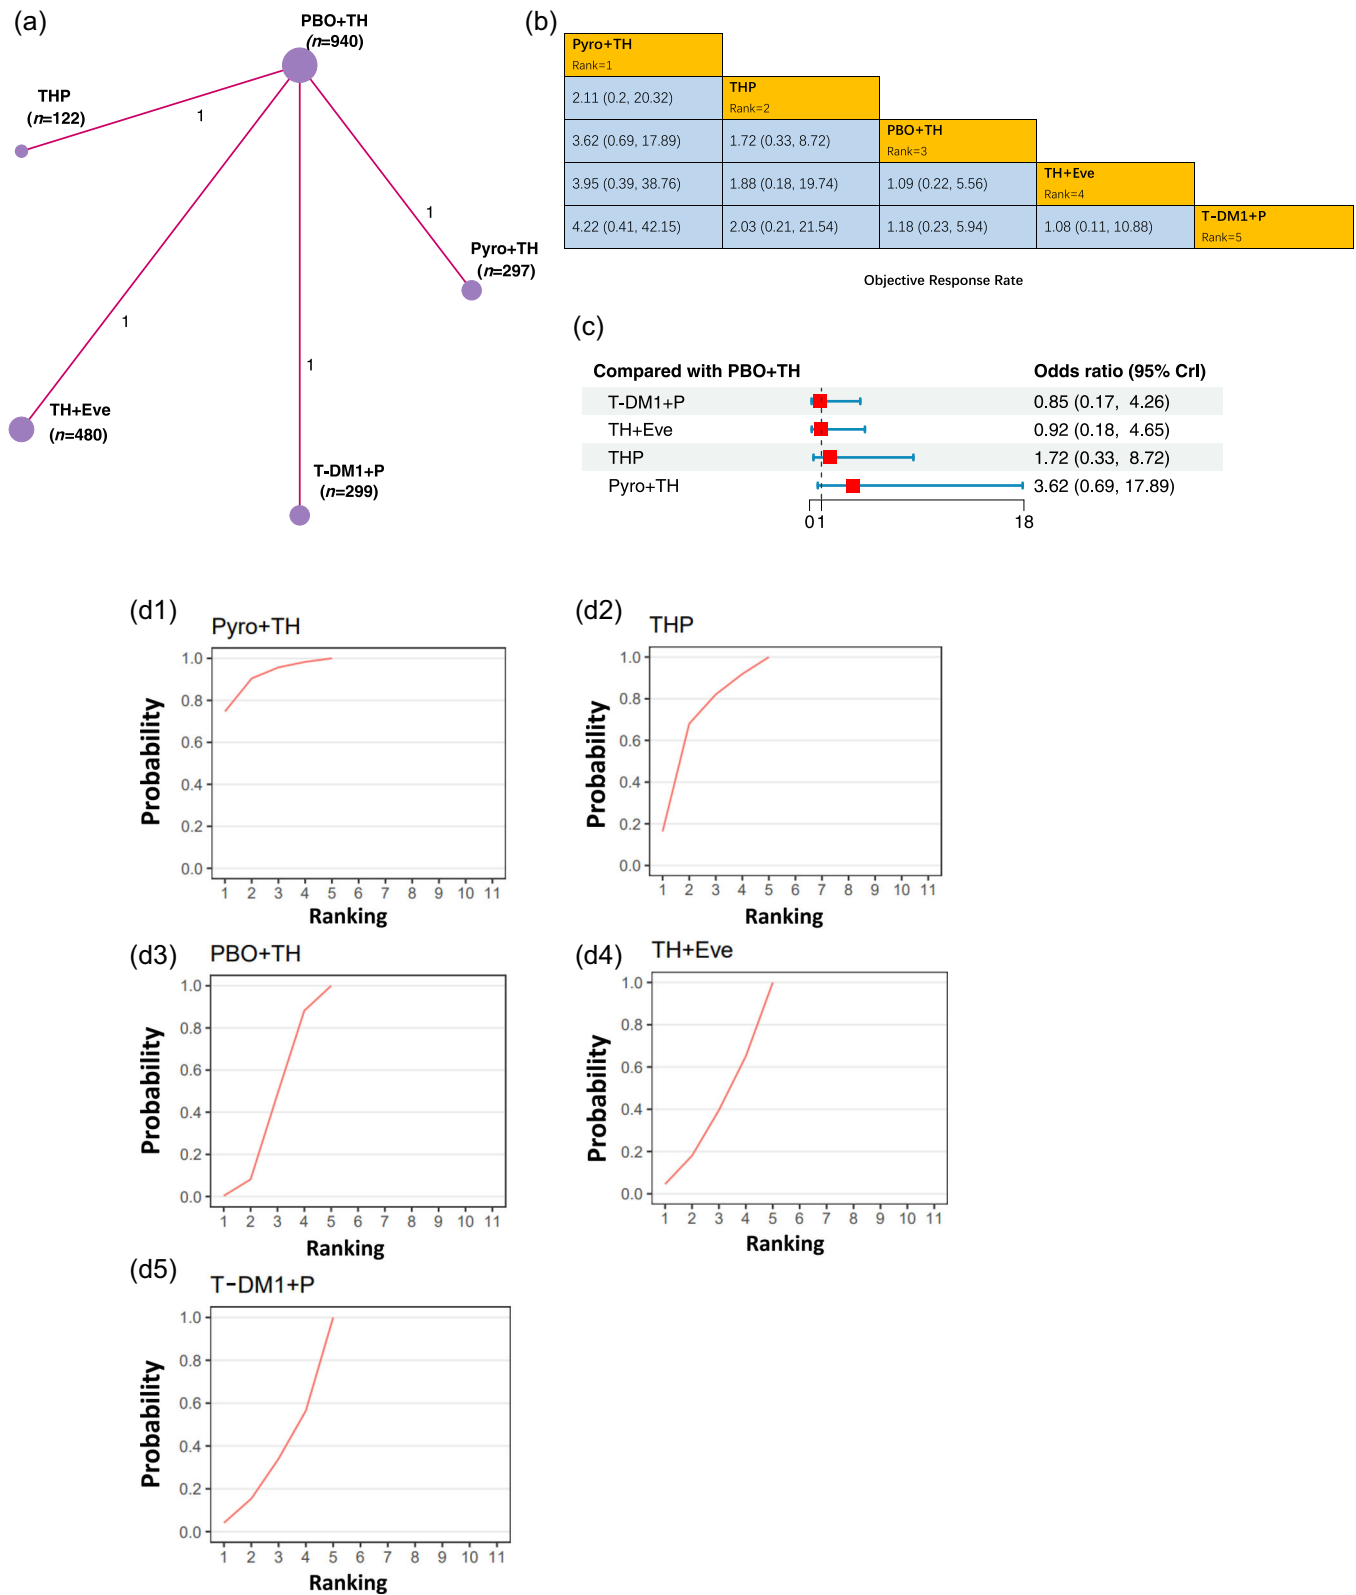 (a)
PBO+TH
(n=940)
THP
(n=122)
1
1
1
1
Pyro+TH
(n=297)
TH+Eve
(n=480)
T-DM1+P
(n=299)
(b)
Pyro+TH
Rank=1
2.11 (0.2, 20.32)
THP
Rank=2
3.62 (0.69, 17.89)
1.72 (0.33, 8.72)
PBO+TH
Rank=3
3.95 (0.39, 38.76)
1.88 (0.18, 19.74)
1.09 (0.22, 5.56)
TH+Eve
Rank=4
4.22 (0.41, 42.15)
2.03 (0.21, 21.54)
1.18 (0.23, 5.94)
1.08 (0.11, 10.88)
T-DM1+P
Rank=5
Objective Response Rate
(c)
Compared with PBO+TH Odds ratio (95% CrI)
T-DM1+P 0.85 (0.17, 4.26)
TH+Eve 0.92 (0.18, 4.65)
THP 1.72 (0.33, 8.72)
Pyro+TH 3.62 (0.69, 17.89)
0 1 18
(d1)
Pyro+TH
Probability
1.0
0.8
0.6
0.4
0.2
0.0
1 2 3 4 5 6 7 8 9 10 11
Ranking
(d2)
THP
Probability
1.0
0.8
0.6
0.4
0.2
0.0
1 2 3 4 5 6 7 8 9 10 11
Ranking
(d3)
PBO+TH
Probability
1.0
0.8
0.6
0.4
0.2
0.0
1 2 3 4 5 6 7 8 9 10 11
Ranking
(d4)
TH+Eve
Probability
1.0
0.8
0.6
0.4
0.2
0.0
1 2 3 4 5 6 7 8 9 10 11
Ranking
(d5)
T-DM1+P
Probability
1.0
0.8
0.6
0.4
0.2
0.0
1 2 3 4 5 6 7 8 9 10 11
Ranking